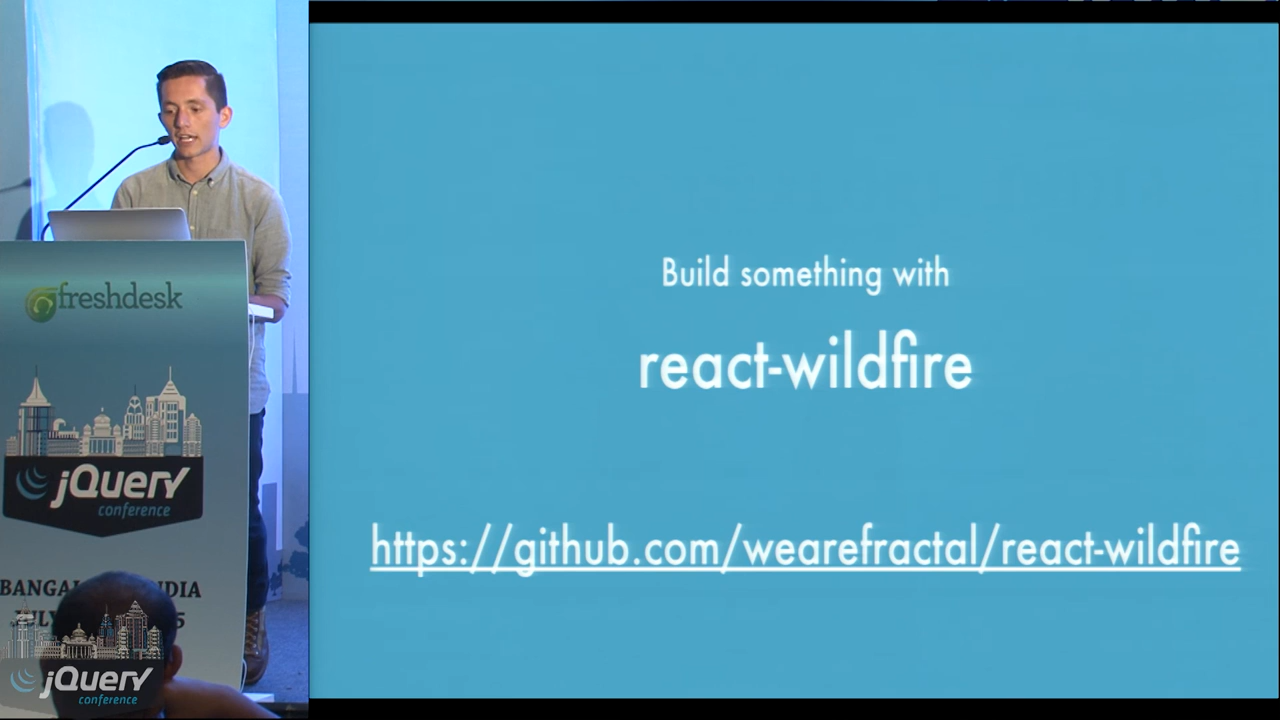 Build something with
react-wildfire
https://github.com/wearefractal/react-wildfire
freshdesk
jQuery
conference
jQuery
conference